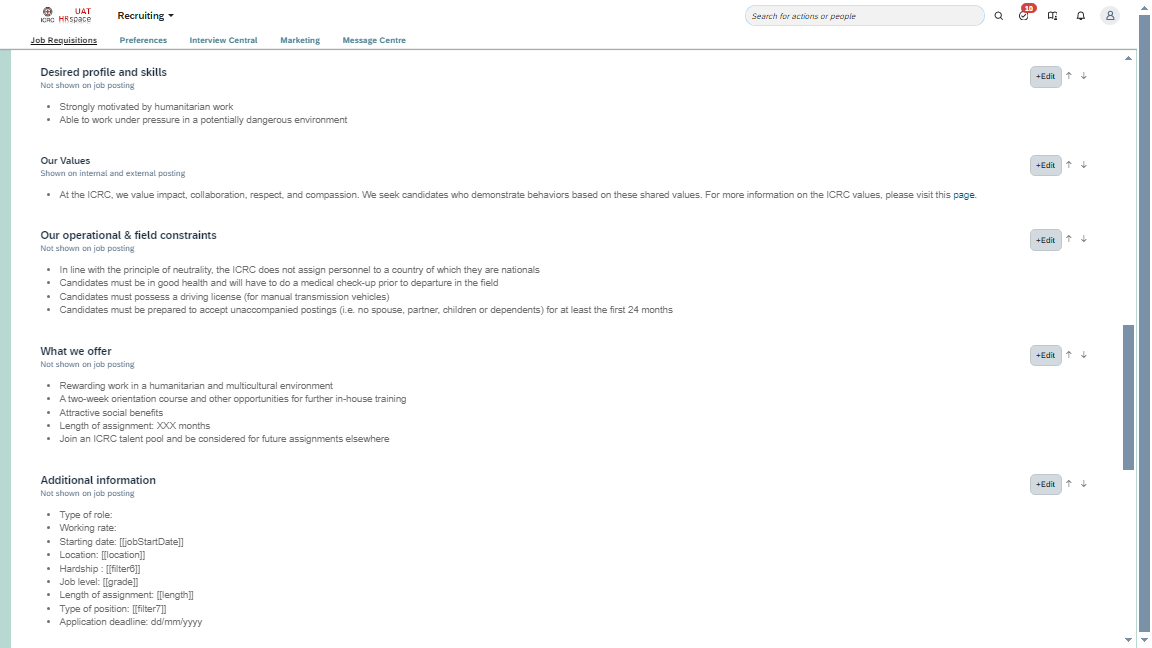 UAT
ICRC HRspace
Recruiting
Search for actions or people
10
Job Requisitions
Preferences
Interview Central
Marketing
Message Centre
Desired profile and skills
+Edit
Not shown on job posting
• Strongly motivated by humanitarian work
• Able to work under pressure in a potentially dangerous environment
Our Values
+Edit
Shown on internal and external posting
• At the ICRC, we value impact, collaboration, respect, and compassion. We seek candidates who demonstrate behaviors based on these shared values. For more information on the ICRC values, please visit this page.
Our operational & field constraints
+Edit
Not shown on job posting
• In line with the principle of neutrality, the ICRC does not assign personnel to a country of which they are nationals
• Candidates must be in good health and will have to do a medical check-up prior to departure in the field
• Candidates must possess a driving license (for manual transmission vehicles)
• Candidates must be prepared to accept unaccompanied postings (i.e. no spouse, partner, children or dependents) for at least the first 24 months
What we offer
+Edit
Not shown on job posting
• Rewarding work in a humanitarian and multicultural environment
• A two-week orientation course and other opportunities for further in-house training
• Attractive social benefits
• Length of assignment: XXX months
• Join an ICRC talent pool and be considered for future assignments elsewhere
Additional information
+Edit
Not shown on job posting
• Type of role:
• Working rate:
• Starting date: [[jobStartDate]]
• Location: [[location]]
• Hardship : [[filter6]]
• Job level: [[grade]]
• Length of assignment: [[length]]
• Type of position: [[filter7]]
• Application deadline: dd/mm/yyyy